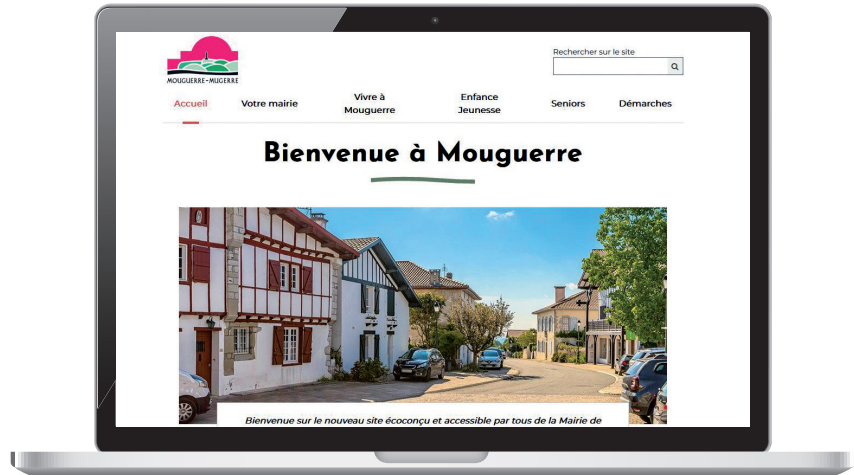 MOUGUERRE-MUGERRE
Rechercher sur le site
Accueil
Votre mairie
Vivre à
Mouguerre
Enfance
Jeunesse
Seniors
Démarches
Bienvenue à Mouguerre
Bienvenue sur le nouveau site écoconçu et accessible par tous de la Mairie de